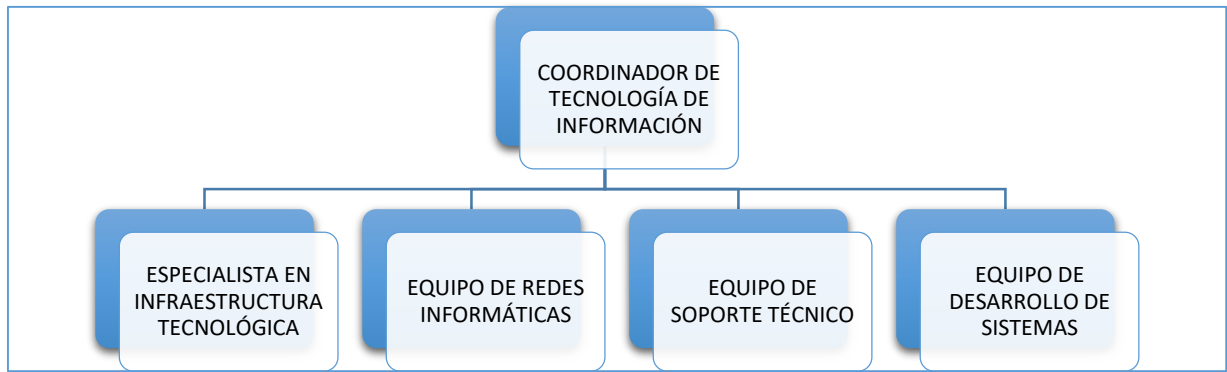 COORDINADOR DE
TECNOLOGÍA DE
INFORMACIÓN
ESPECIALISTA EN
INFRAESTRUCTURA
TECNOLÓGICA
EQUIPO DE REDES
INFORMÁTICAS
EQUIPO DE
SOPORTE TÉCNICO
EQUIPO DE
DESARROLLO DE
SISTEMAS